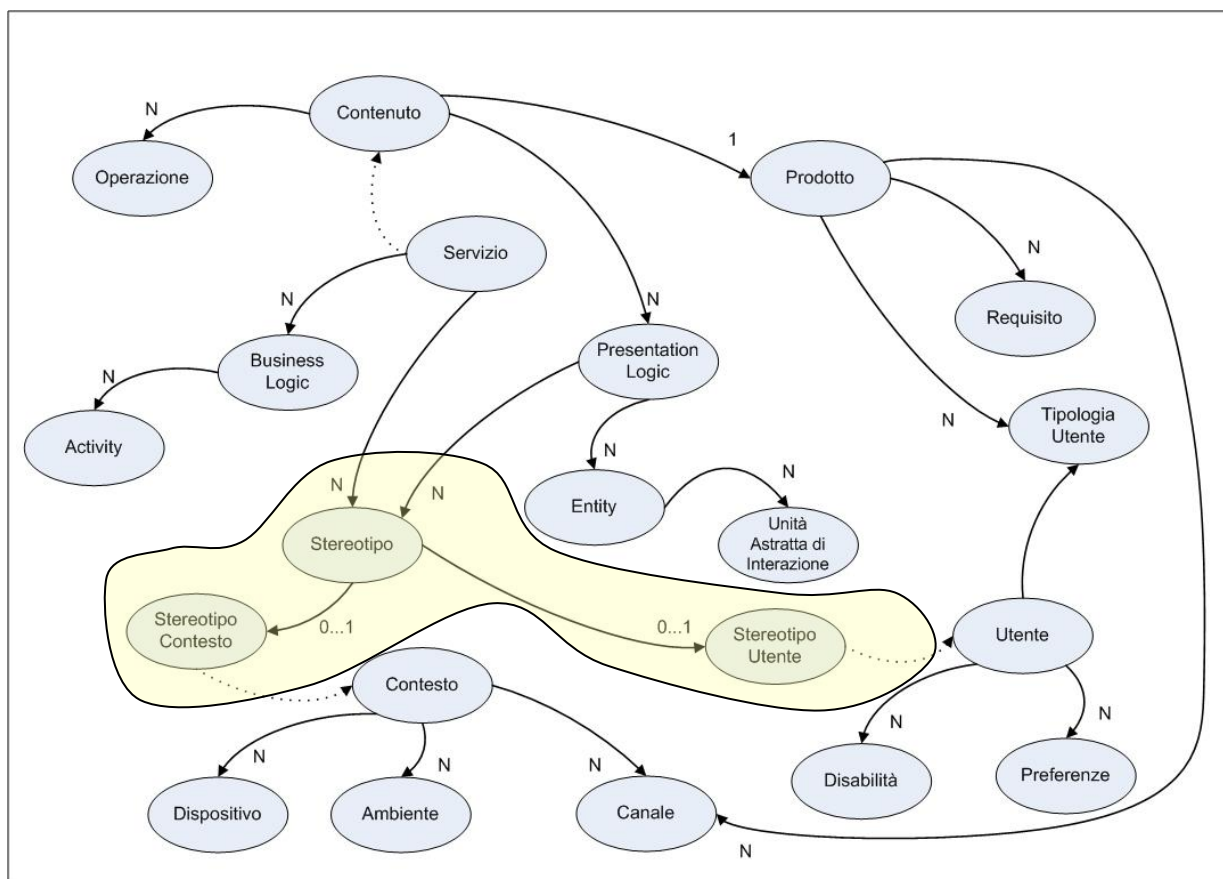 N
Contenuto
1
Operazione
Prodotto
Servizio
N
N
N
Requisito
Business
Logic
Presentation
Logic
N
Activity
N
Tipologia
Utente
N
N
N
N
Entity
Unità
Astratta di
Interazione
Stereotipo
Stereotipo
Contesto
0...1
0...1
Stereotipo
Utente
Utente
Contesto
N
N
N
N
N
Dispositivo
Ambiente
Canale
Disabilità
Preferenze
N